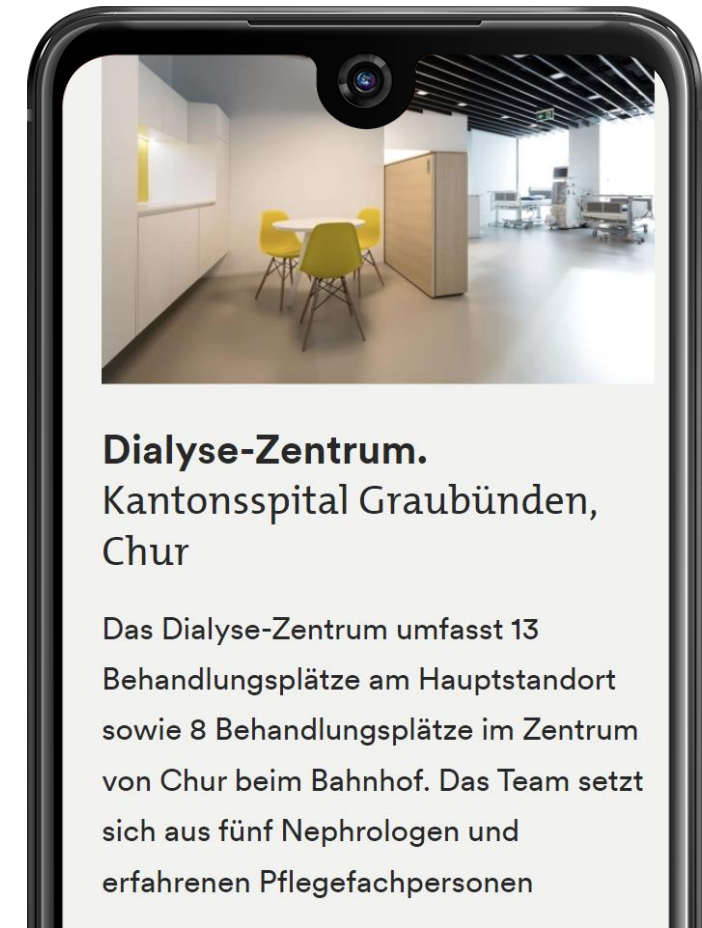 Dialyse-Zentrum.
Kantonsspital Graubünden,
Chur
Das Dialyse-Zentrum umfasst 13
Behandlungsplätze am Hauptstandort
sowie 8 Behandlungsplätze im Zentrum
von Chur beim Bahnhof. Das Team setzt
sich aus fünf Nephrologen und
erfahrenen Pflegefachpersonen